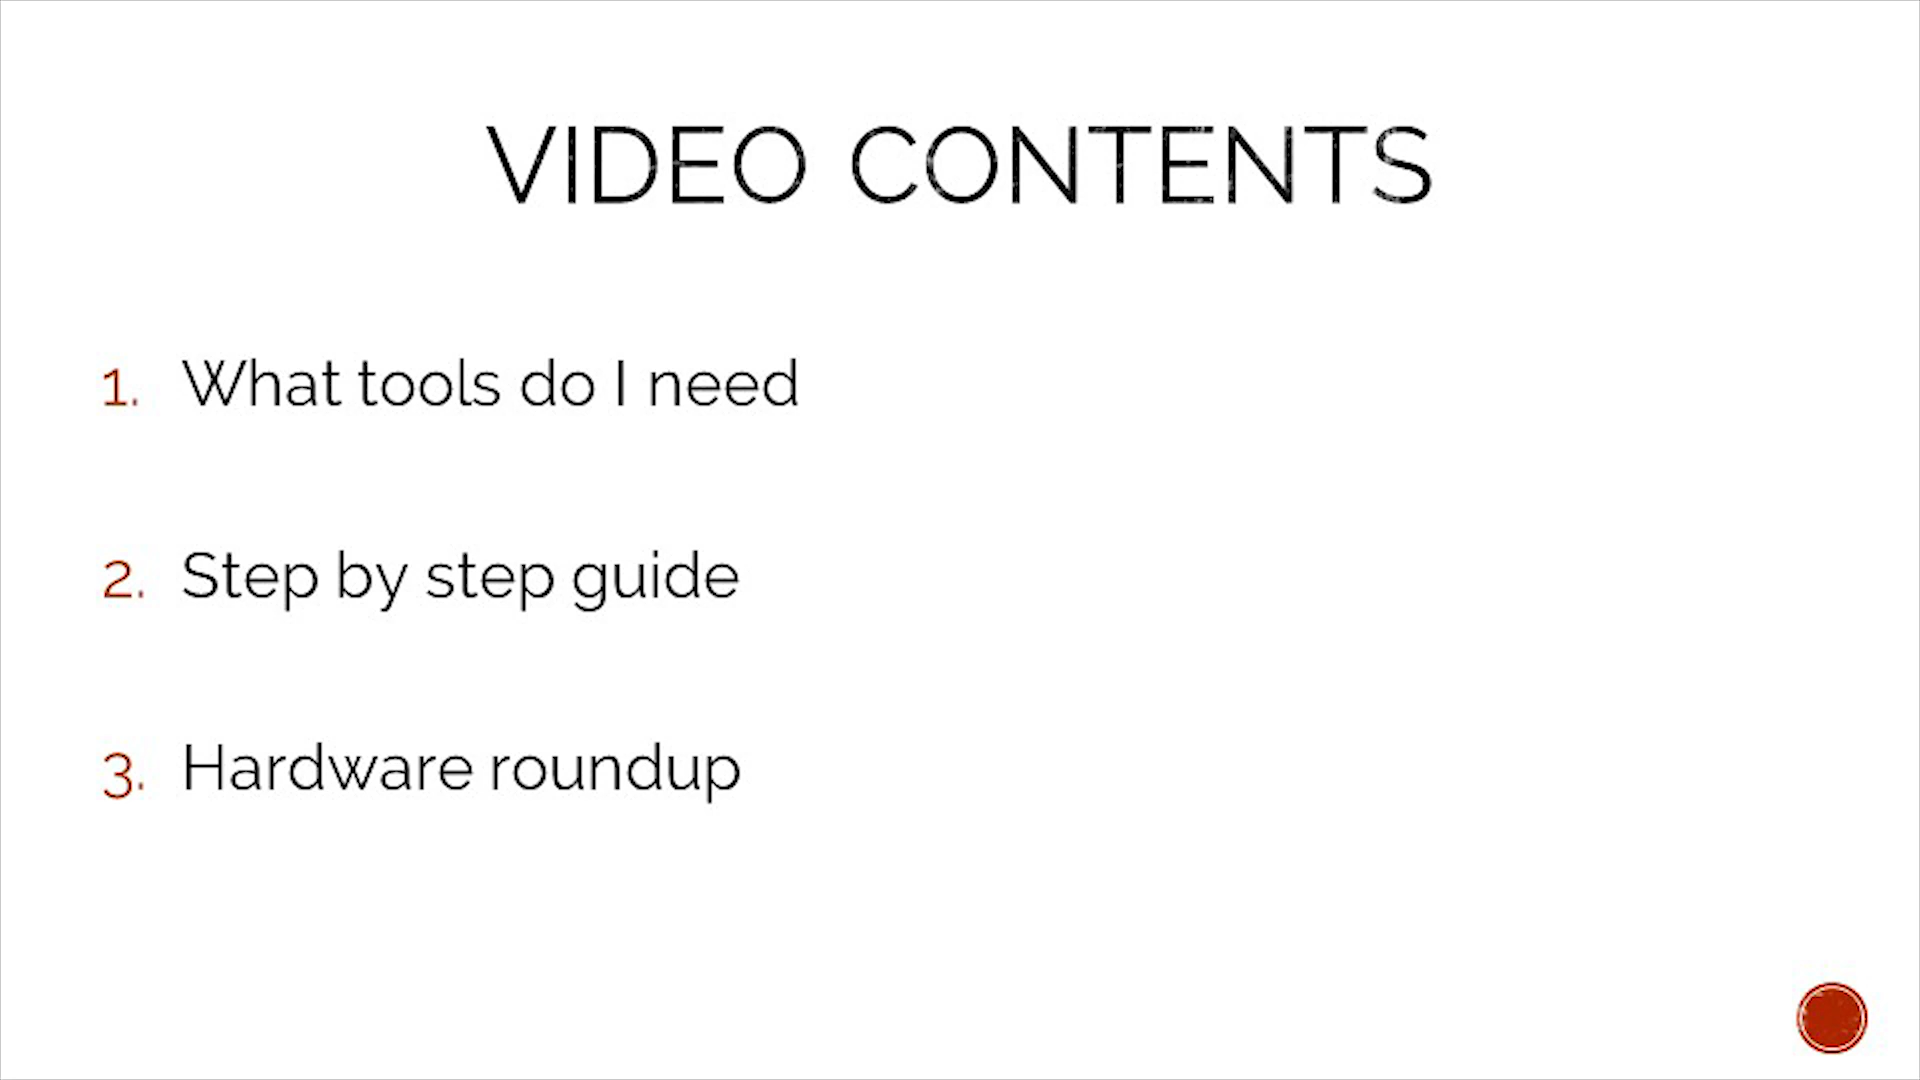 VIDEO CONTENTS
1. What tools do I need
2. Step by step guide
3. Hardware roundup